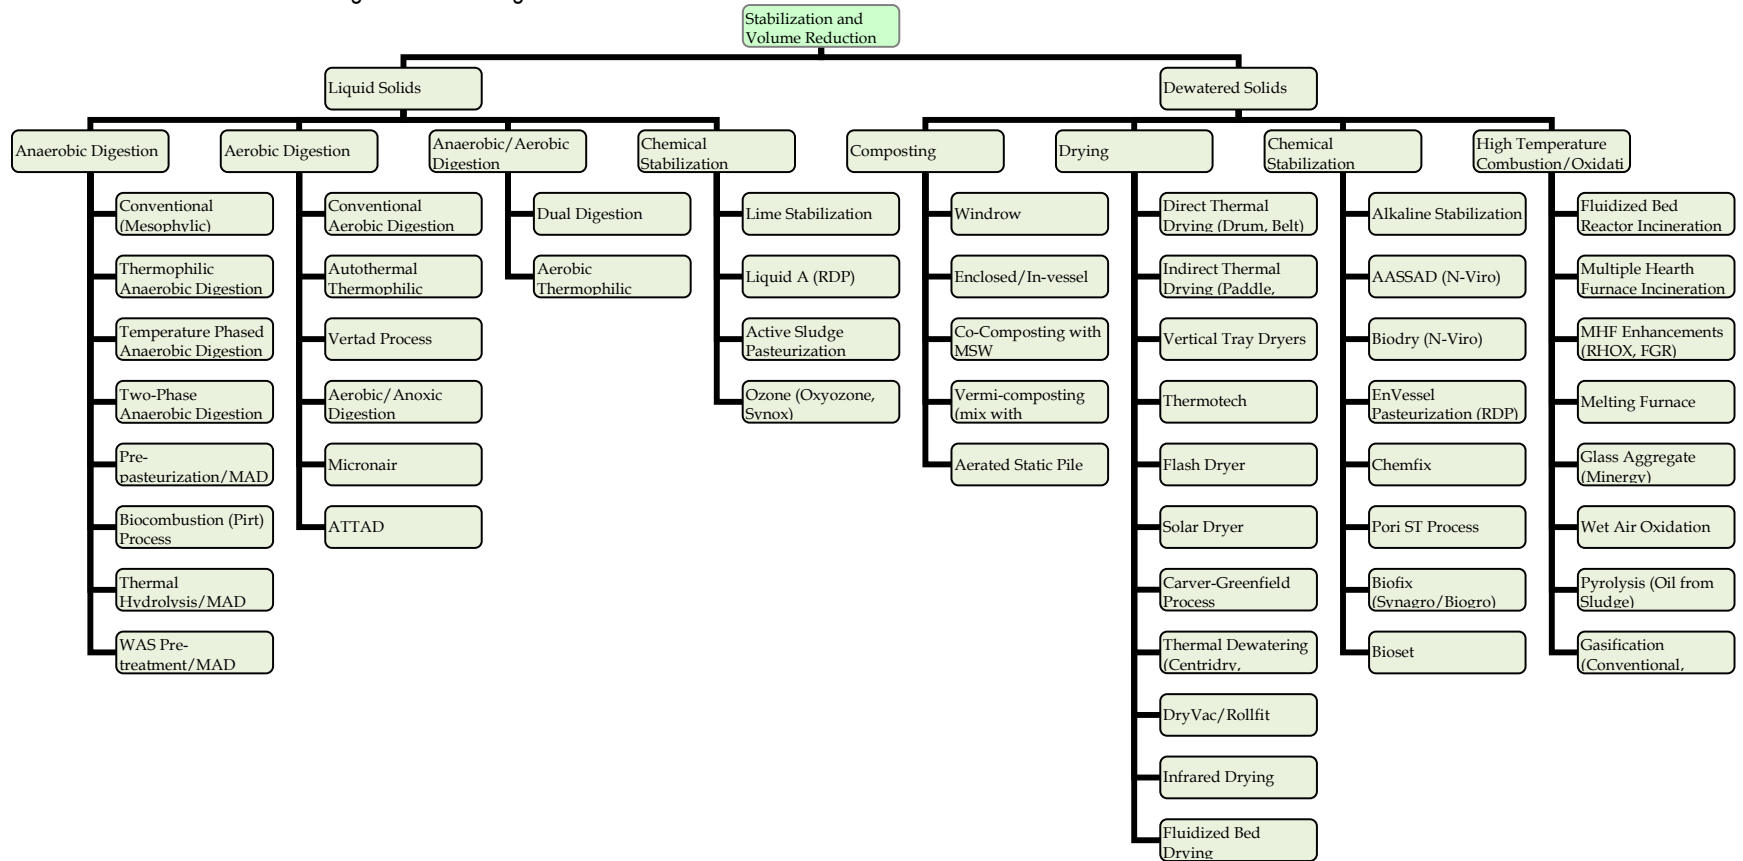 Stabilization and
Volume Reduction
Liquid Solids
Dewatered Solids
Anaerobic Digestion
Aerobic Digestion
Anaerobic/Aerobic
Digestion
Chemical
Stabilization
Composting
Drying
Chemical
Stabilization
High Temperature
Combustion/Oxidati
Conventional
(Mesophylic)
Thermophilic
Anaerobic Digestion
Temperature Phased
Anaerobic Digestion
Two-Phase
Anaerobic Digestion
Pre-
pasteurization/MAD
Biocombustion (Pirt)
Process
Thermal
Hydrolysis/MAD
WAS Pre-
treatment/MAD
Conventional
Aerobic Digestion
Autothermal
Thermophilic
Vertad Process
Aerobic/Anoxic
Digestion
Micronair
ATTAD
Dual Digestion
Aerobic
Thermophilic
Lime Stabilization
Liquid A (RDP)
Active Sludge
Pasteurization
Ozone (Oxyozone,
Synox)
Windrow
Enclosed/In-vessel
Co-Composting with
MSW
Vermi-composting
(mix with
Aerated Static Pile
Direct Thermal
Drying (Drum, Belt)
Indirect Thermal
Drying (Paddle,
Vertical Tray Dryers
Thermotech
Flash Dryer
Solar Dryer
Carver-Greenfield
Process
Thermal Dewatering
(Centridry,
DryVac/Rollfit
Infrared Drying
Fluidized Bed
Drying
Alkaline Stabilization
AASSAD (N-Viro)
Biodry (N-Viro)
EnVessel
Pasteurization (RDP)
Chemfix
Pori ST Process
Biofix
(Synagro/Biogro)
Bioset
Fluidized Bed
Reactor Incineration
Multiple Hearth
Furnace Incineration
MHF Enhancements
(RHOX, FGR)
Melting Furnace
Glass Aggregate
(Minergy)
Wet Air Oxidation
Pyrolysis (Oil from
Sludge)
Gasification
(Conventional,